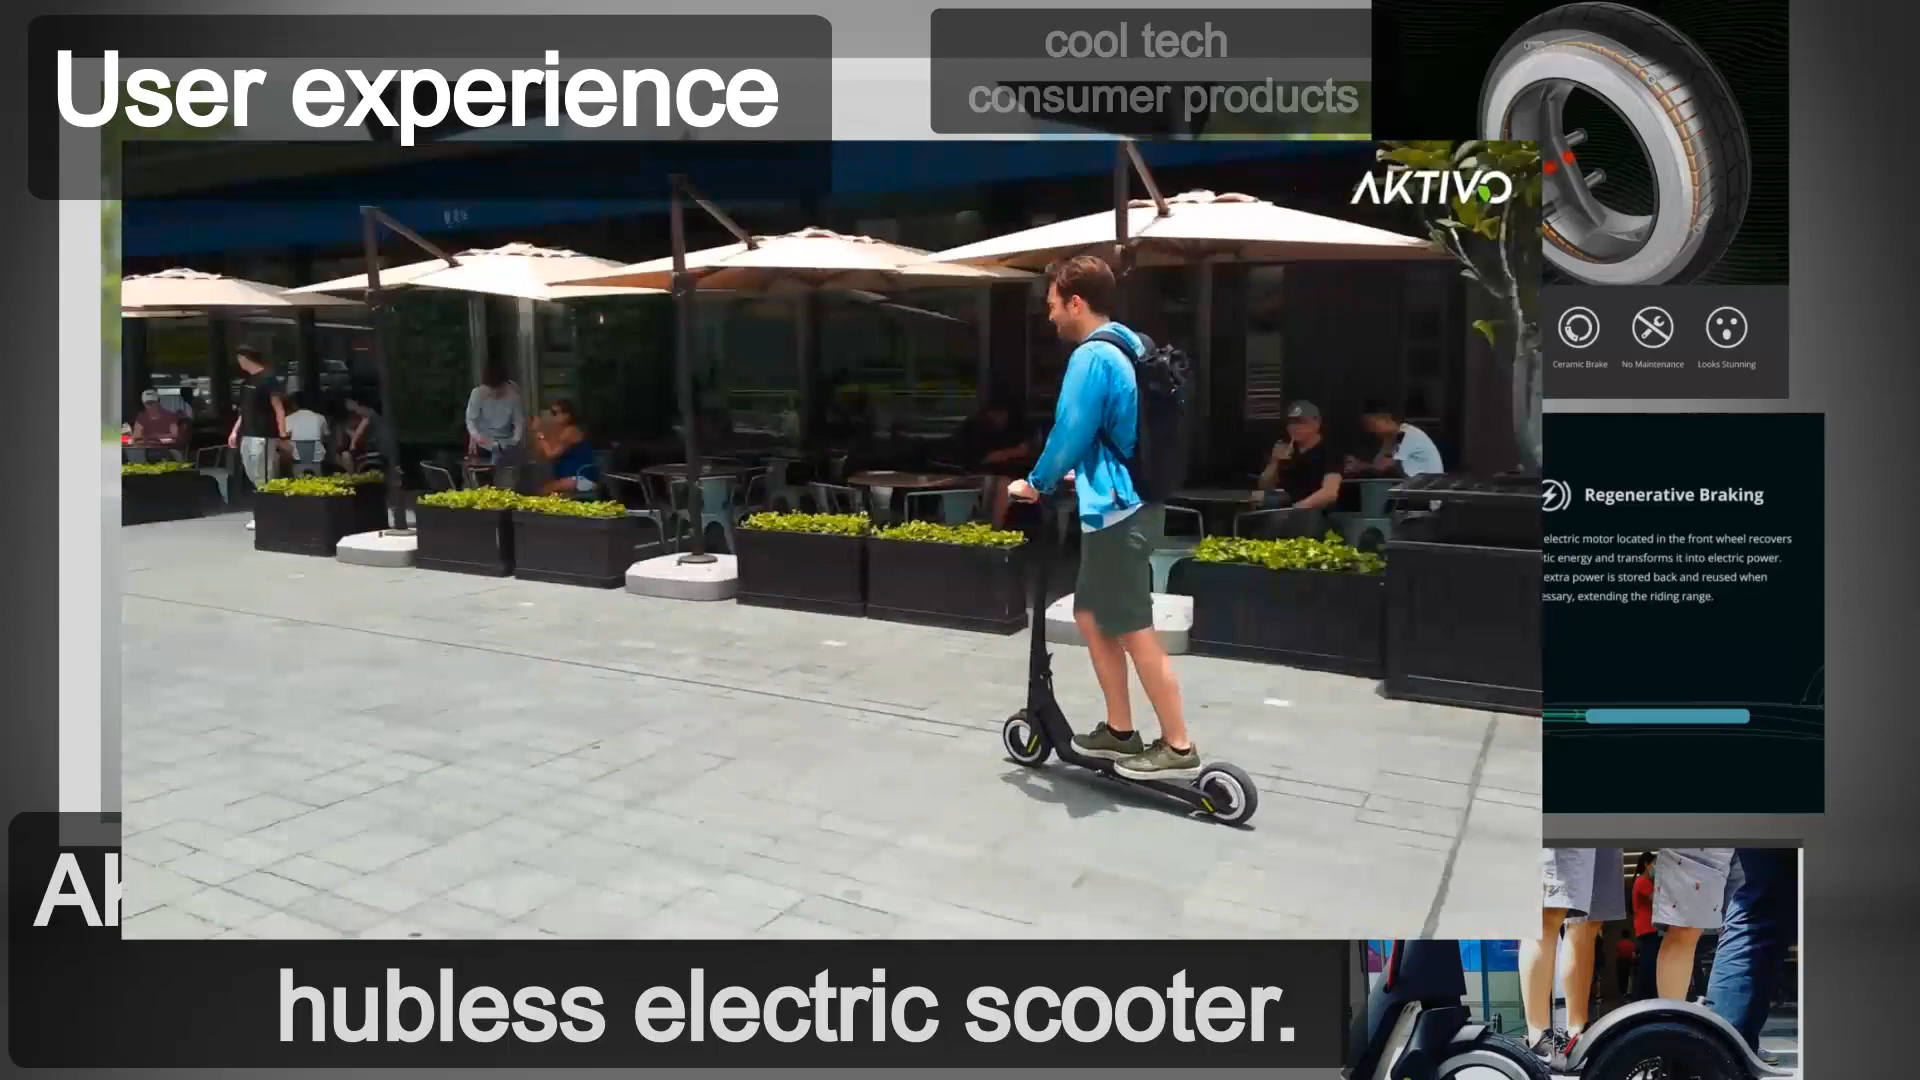 User experience
cool tech
consumer products
AKTIVO
Ceramic Brake
No Maintenance
Looks Stunning
Regenerative Braking
electric motor located in the front wheel recovers
tic energy and transforms it into electric power.
extra power is stored back and reused when
essary, extending the riding range.
Ak
hubless electric scooter.